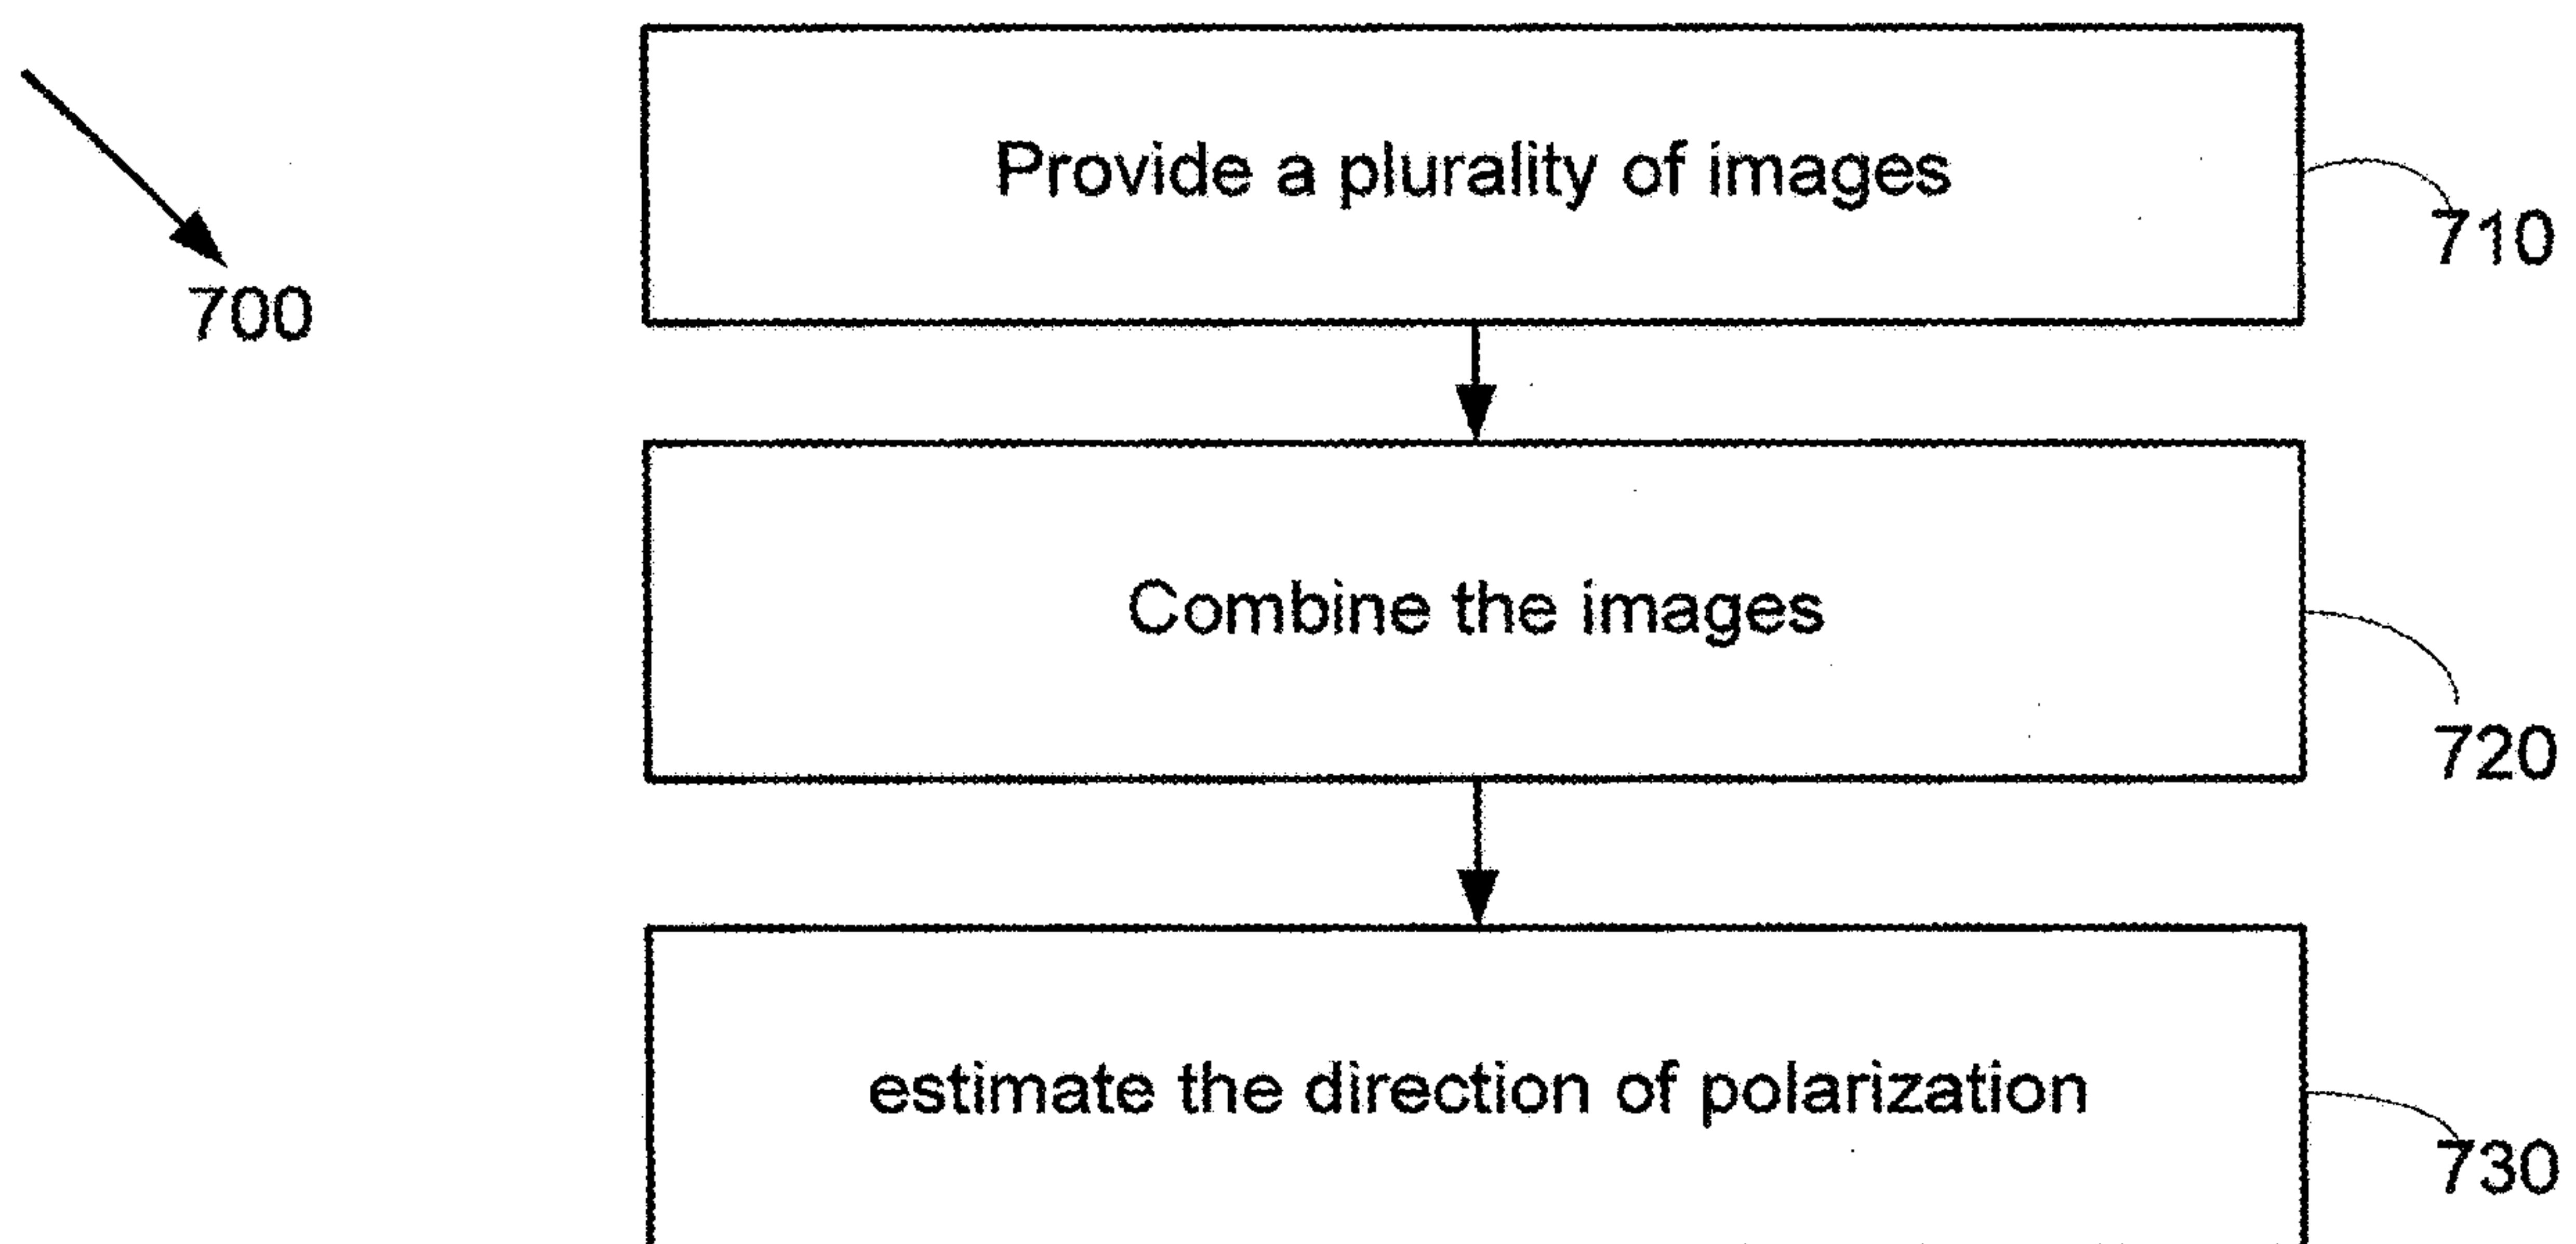 Provide a plurality of images
710
700
Combine the images
720
estimate the direction of polarization
730